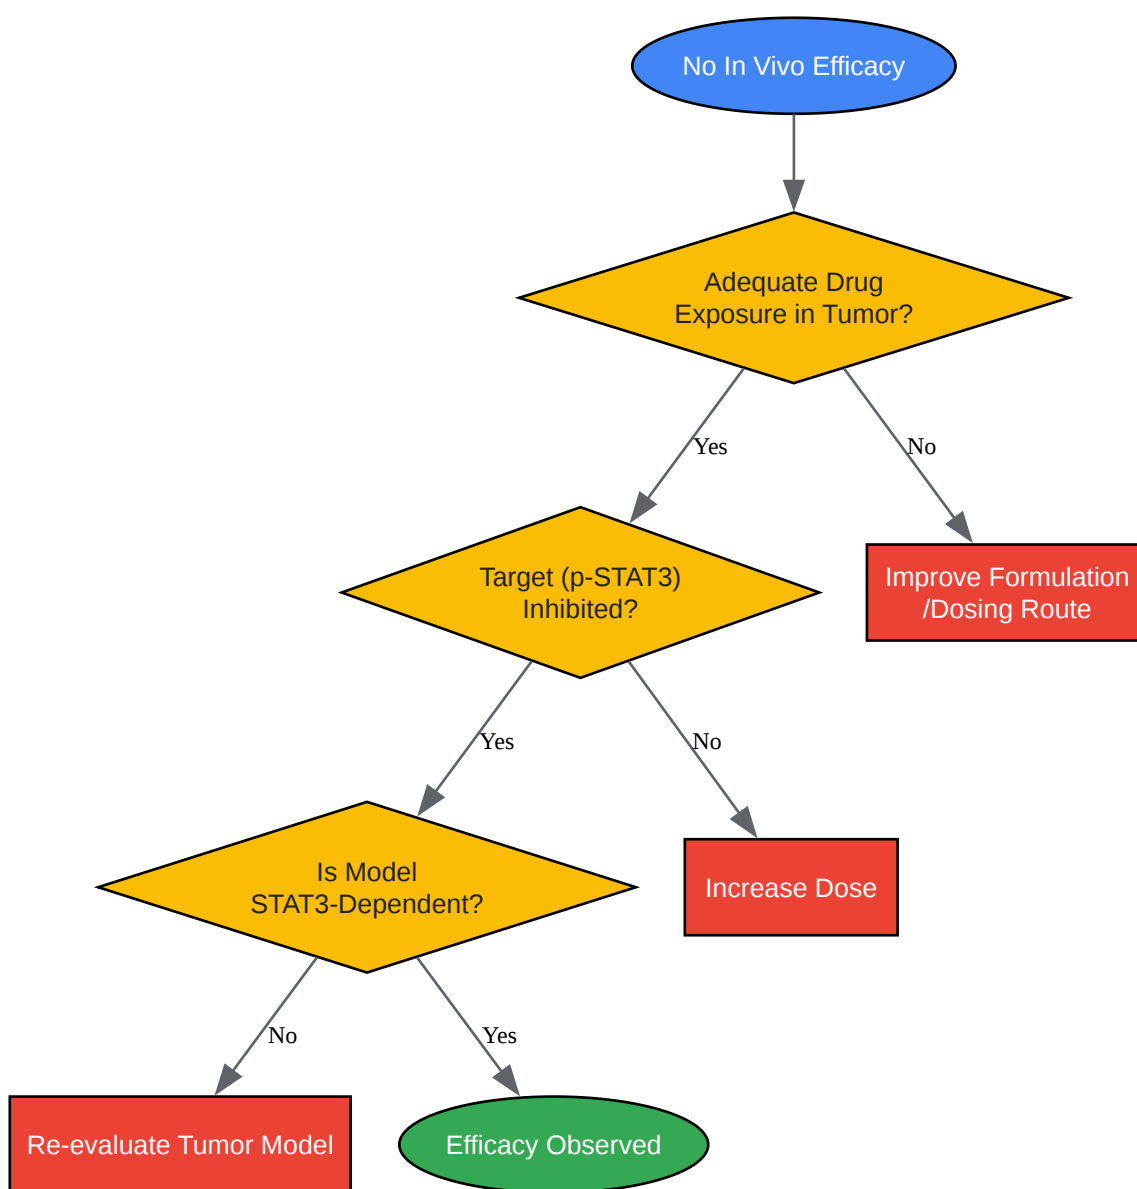 No In Vivo Efficacy
Adequate Drug
Exposure in Tumor?
Yes
No
Target (p-STAT3)
Inhibited?
Improve Formulation
/Dosing Route
Yes
No
Is Model
STAT3-Dependent?
Increase Dose
No
Yes
Re-evaluate Tumor Model
Efficacy Observed